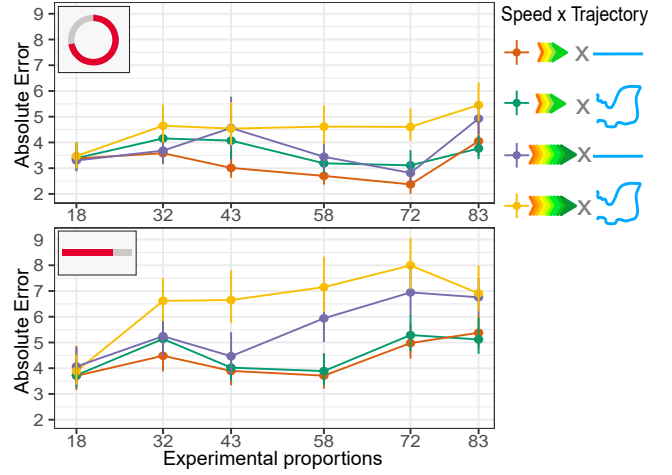 Speed x Trajectory
Absolute Error
9
8
7
6
5
4
3
2
18 32 43 58 72 83
x
x
x
x
Absolute Error
9
8
7
6
5
4
3
2
18 32 43 58 72 83
Experimental proportions